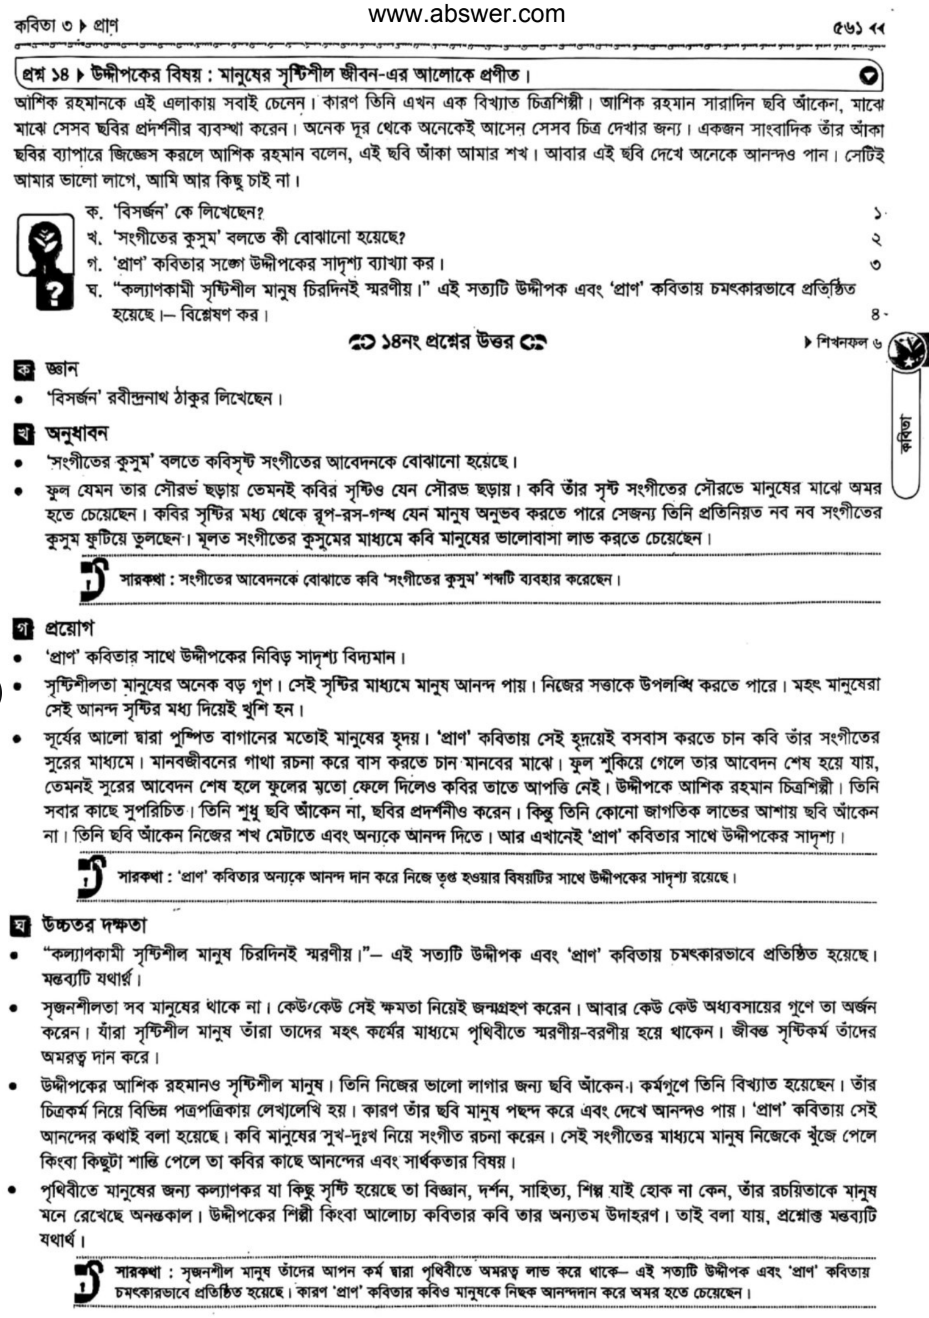 www.abswer.com
কবিতা ৩ ▶ প্রাণ
৫৬১ ◀◀
প্রশ্ন ১৪ ▶ উদ্দীপকের বিষয় : মানুষের সৃষ্টিশীল জীবন-এর আলোকে প্রণীত।
আশিক রহমানকে এই এলাকায় সবাই চেনেন। কারণ তিনি এখন এক বিখ্যাত চিত্রশিল্পী। আশিক রহমান সারাদিন ছবি আঁকেন, মাঝে
মাঝে সেসব ছবির প্রদর্শনীর ব্যবস্থা করেন। অনেক দূর থেকে অনেকেই আসেন সেসব চিত্র দেখার জন্য। একজন সাংবাদিক তাঁর আঁকা
ছবির ব্যাপারে জিজ্ঞেস করলে আশিক রহমান বলেন, এই ছবি আঁকা আমার শখ। আবার এই ছবি দেখে অনেকে আনন্দও পান। সেটিই
আমার ভালো লাগে, আমি আর কিছু চাই না।
ক. 'বিসর্জন' কে লিখেছেন? ১
খ. 'সংগীতের কুসুম' বলতে কী বোঝানো হয়েছে? ২
গ. 'প্রাণ' কবিতার সঙ্গে উদ্দীপকের সাদৃশ্য ব্যাখ্যা কর। ৩
ঘ. “কল্যাণকামী সৃষ্টিশীল মানুষ চিরদিনই স্মরণীয়।” এই সত্যটি উদ্দীপক এবং 'প্রাণ' কবিতায় চমৎকারভাবে প্রতিষ্ঠিত
হয়েছে।– বিশ্লেষণ কর। ৪
১৪নং প্রশ্নের উত্তর
▶ শিখনফল ৬
কবিতা
ক জ্ঞান
• 'বিসর্জন' রবীন্দ্রনাথ ঠাকুর লিখেছেন।
খ অনুধাবন
• 'সংগীতের কুসুম' বলতে কবিসৃষ্ট সংগীতের আবেদনকে বোঝানো হয়েছে।
• ফুল যেমন তার সৌরভ ছড়ায় তেমনই কবির সৃষ্টিও যেন সৌরভ ছড়ায়। কবি তাঁর সৃষ্ট সংগীতের সৌরভে মানুষের মাঝে অমর
হতে চেয়েছেন। কবির সৃষ্টির মধ্য থেকে রূপ-রস-গন্ধ যেন মানুষ অনুভব করতে পারে সেজন্য তিনি প্রতিনিয়ত নব নব সংগীতের
কুসুম ফুটিয়ে তুলছেন। মূলত সংগীতের কুসুমের মাধ্যমে কবি মানুষের ভালোবাসা লাভ করতে চেয়েছেন।
সারকথা : সংগীতের আবেদনকে বোঝাতে কবি 'সংগীতের কুসুম' শব্দটি ব্যবহার করেছেন।
গ প্রয়োগ
• 'প্রাণ' কবিতার সাথে উদ্দীপকের নিবিড় সাদৃশ্য বিদ্যমান।
• সৃষ্টিশীলতা মানুষের অনেক বড় গুণ। সেই সৃষ্টির মাধ্যমে মানুষ আনন্দ পায়। নিজের সত্তাকে উপলব্ধি করতে পারে। মহৎ মানুষেরা
সেই আনন্দ সৃষ্টির মধ্য দিয়েই খুশি হন।
• সূর্যের আলো দ্বারা পুষ্পিত বাগানের মতোই মানুষের হৃদয়। 'প্রাণ' কবিতায় সেই হৃদয়েই বসবাস করতে চান কবি তাঁর সংগীতের
সুরের মাধ্যমে। মানবজীবনের গাথা রচনা করে বাস করতে চান মানবের মাঝে। ফুল শুকিয়ে গেলে তার আবেদন শেষ হয়ে যায়,
তেমনই সুরের আবেদন শেষ হলে ফুলের মতো ফেলে দিলেও কবির তাতে আপত্তি নেই। উদ্দীপকে আশিক রহমান চিত্রশিল্পী। তিনি
সবার কাছে সুপরিচিত। তিনি শুধু ছবি আঁকেন না, ছবির প্রদর্শনীও করেন। কিন্তু তিনি কোনো জাগতিক লাভের আশায় ছবি আঁকেন
না। তিনি ছবি আঁকেন নিজের শখ মেটাতে এবং অন্যকে আনন্দ দিতে। আর এখানেই 'প্রাণ' কবিতার সাথে উদ্দীপকের সাদৃশ্য।
সারকথা : 'প্রাণ' কবিতার অন্যকে আনন্দ দান করে নিজে তৃপ্ত হওয়ার বিষয়টির সাথে উদ্দীপকের সাদৃশ্য রয়েছে।
ঘ উচ্চতর দক্ষতা
• “কল্যাণকামী সৃষ্টিশীল মানুষ চিরদিনই স্মরণীয়।”– এই সত্যটি উদ্দীপক এবং 'প্রাণ' কবিতায় চমৎকারভাবে প্রতিষ্ঠিত হয়েছে।
মন্তব্যটি যথার্থ।
• সৃজনশীলতা সব মানুষের থাকে না। কেউ কেউ সেই ক্ষমতা নিয়েই জন্মগ্রহণ করেন। আবার কেউ কেউ অধ্যবসায়ের গুণে তা অর্জন
করেন। যাঁরা সৃষ্টিশীল মানুষ তাঁরা তাদের মহৎ কর্মের মাধ্যমে পৃথিবীতে স্মরণীয়-বরণীয় হয়ে থাকেন। জীবন্ত সৃষ্টিকর্ম তাঁদের
অমরত্ব দান করে।
• উদ্দীপকের আশিক রহমানও সৃষ্টিশীল মানুষ। তিনি নিজের ভালো লাগার জন্য ছবি আঁকেন। কর্মগুণে তিনি বিখ্যাত হয়েছেন। তাঁর
চিত্রকর্ম নিয়ে বিভিন্ন পত্রপত্রিকায় লেখালেখি হয়। কারণ তাঁর ছবি মানুষ পছন্দ করে এবং দেখে আনন্দও পায়। 'প্রাণ' কবিতায় সেই
আনন্দের কথাই বলা হয়েছে। কবি মানুষের সুখ-দুঃখ নিয়ে সংগীত রচনা করেন। সেই সংগীতের মাধ্যমে মানুষ নিজেকে খুঁজে পেলে
কিংবা কিছুটা শান্তি পেলে তা কবির কাছে আনন্দের এবং সার্থকতার বিষয়।
• পৃথিবীতে মানুষের জন্য কল্যাণকর যা কিছু সৃষ্টি হয়েছে তা বিজ্ঞান, দর্শন, সাহিত্য, শিল্প যাই হোক না কেন, তাঁর রচয়িতাকে মানুষ
মনে রেখেছে অনন্তকাল। উদ্দীপকের শিল্পী কিংবা আলোচ্য কবিতার কবি তার অন্যতম উদাহরণ। তাই বলা যায়, প্রশ্নোক্ত মন্তব্যটি
যথার্থ।
সারকথা : সৃজনশীল মানুষ তাঁদের আপন কর্ম দ্বারা পৃথিবীতে অমরত্ব লাভ করে থাকে– এই সত্যটি উদ্দীপক এবং 'প্রাণ' কবিতায়
চমৎকারভাবে প্রতিষ্ঠিত হয়েছে। কারণ 'প্রাণ' কবিতার কবিও মানুষকে নিছক আনন্দদান করে অমর হতে চেয়েছেন।